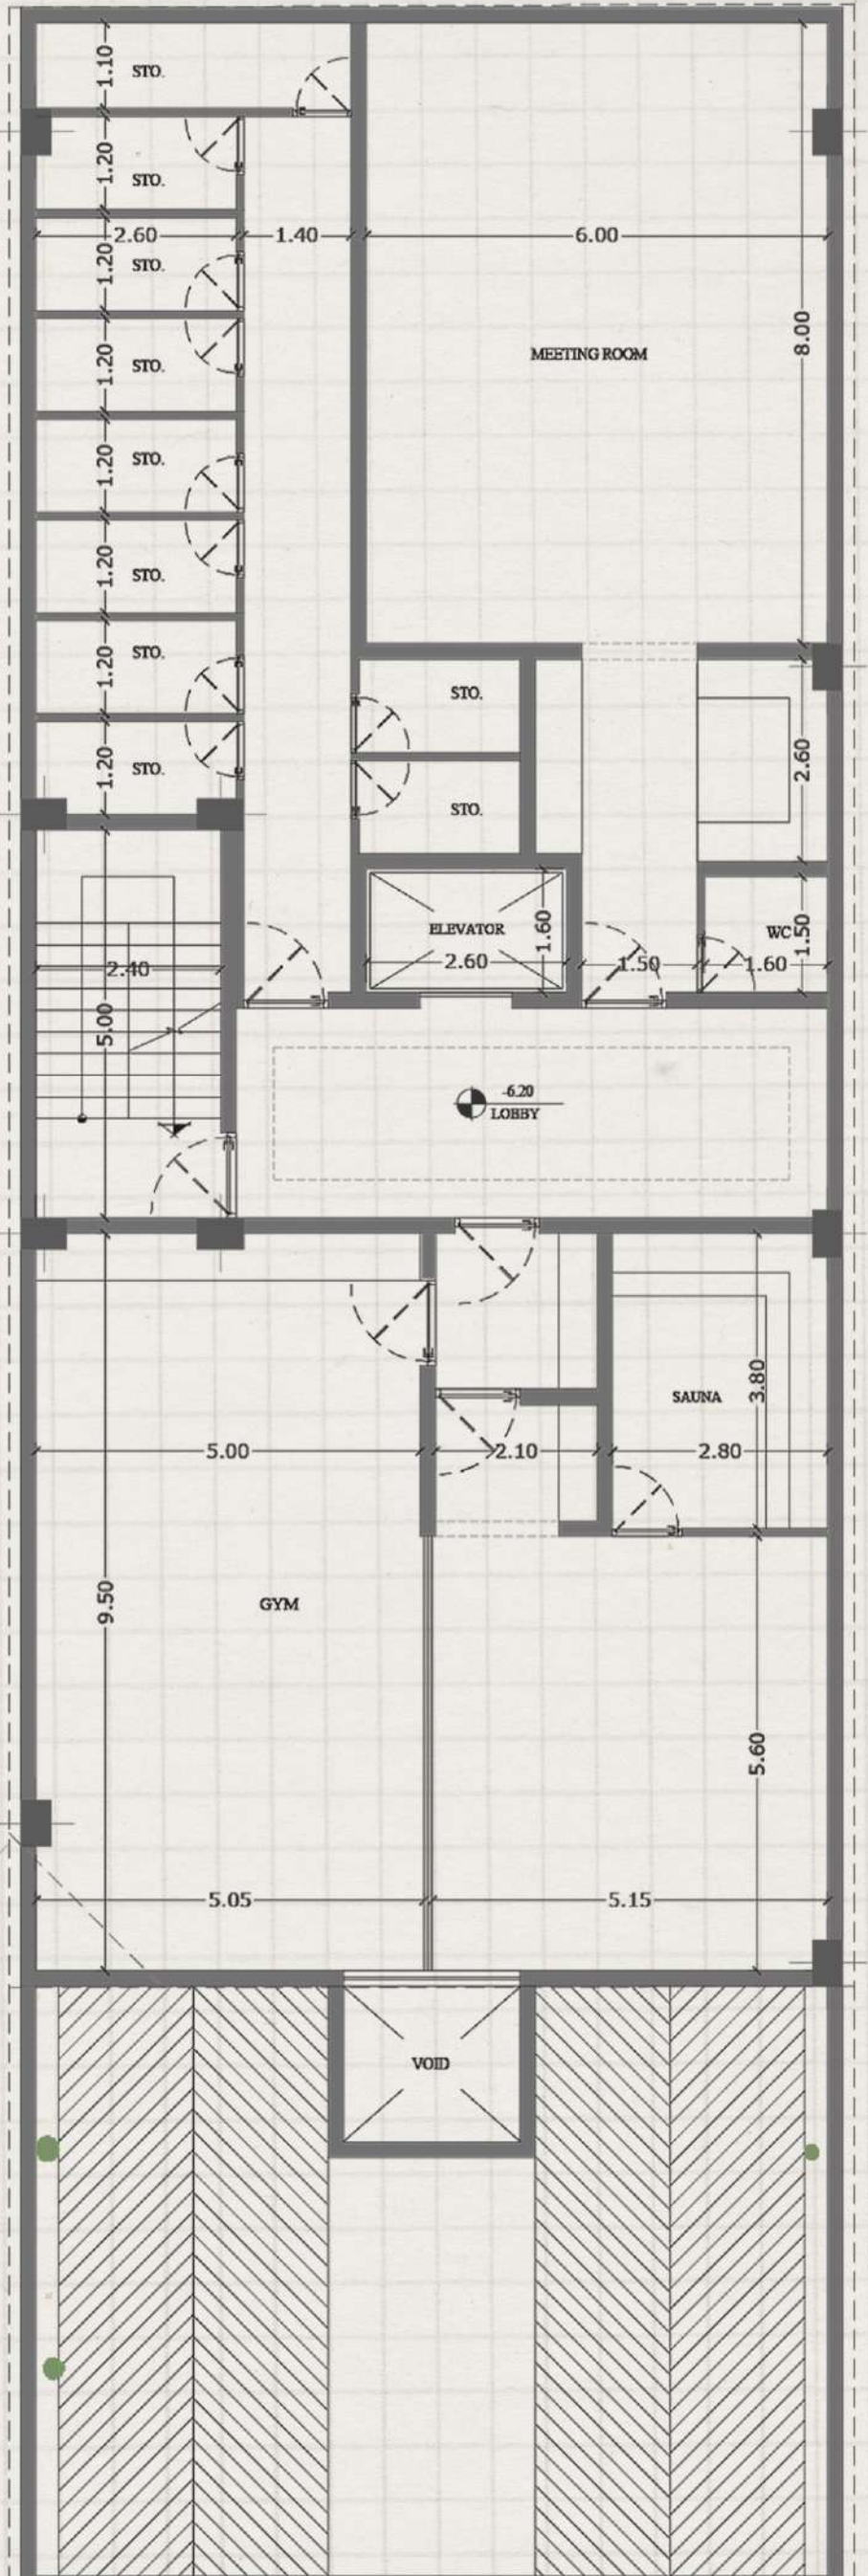 1.10
STO.
1.20
STO.
2.60
1.40
6.00
1.20
STO.
8.00
1.20
STO.
MEETING ROOM
1.20
STO.
1.20
STO.
1.20
STO.
STO.
1.20
STO.
2.60
STO.
ELEVATOR
1.60
WC
1.50
2.60
1.50
1.60
2.40
5.00
-6.20
LOBBY
3.80
SAUNA
5.00
2.10
2.80
9.50
GYM
5.60
5.05
5.15
VOID